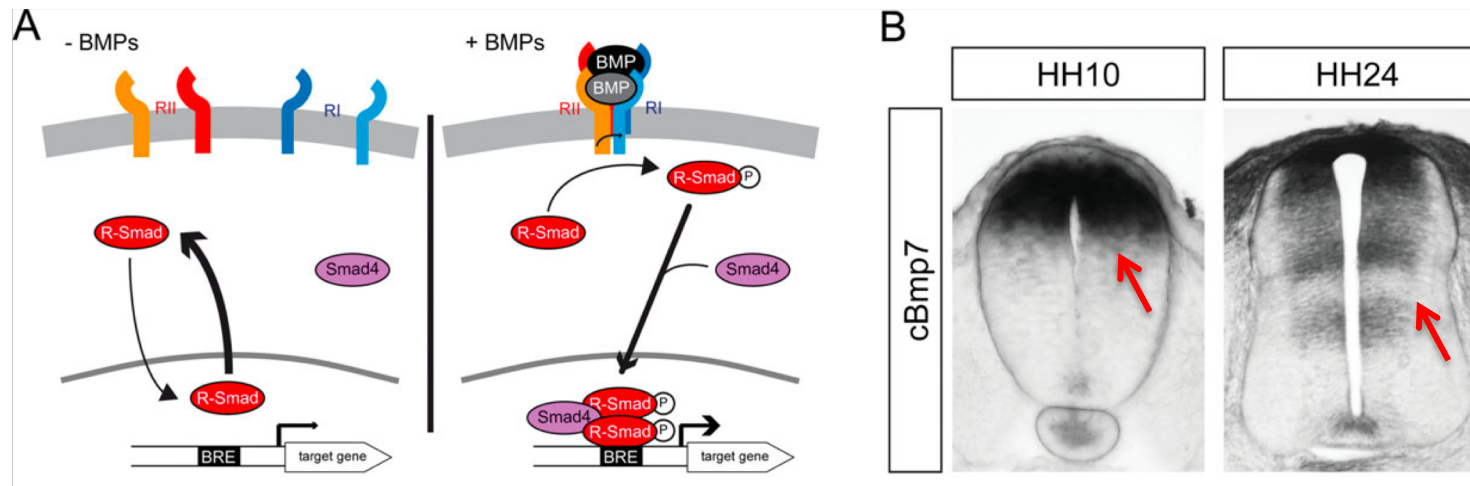 A
- BMPs
RII
RI
R-Smad
Smad4
R-Smad
BRE
target gene
+ BMPs
BMP
BMP
RII
RI
R-Smad
P
R-Smad
Smad4
R-Smad
P
Smad4
R-Smad
P
BRE
target gene
B
HH10
HH24
cBmp7